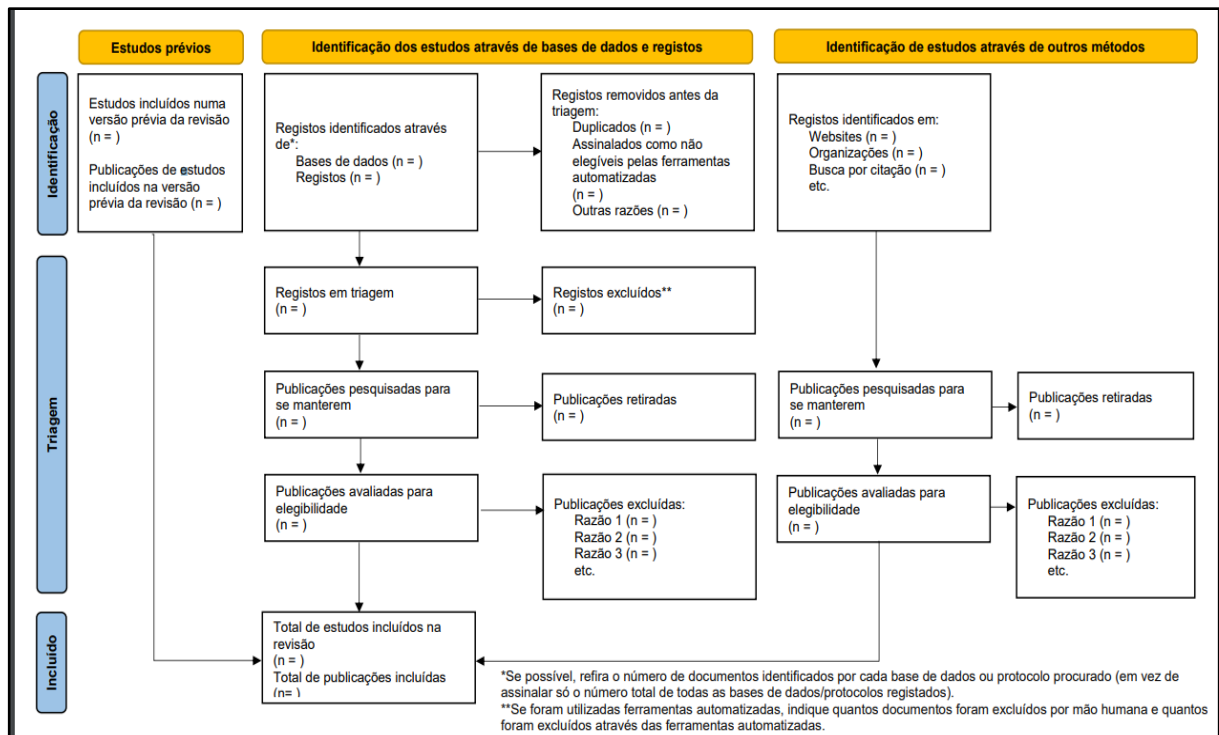 Estudos prévios
Identificação dos estudos através de bases de dados e registos
Identificação de estudos através de outros métodos
Identificação
Estudos incluídos numa
versão prévia da revisão
(n = )
Publicações de estudos
incluídos na versão
prévia da revisão (n = )
Registos identificados através
de*:
Bases de dados (n = )
Registos (n = )
Registos removidos antes da
triagem:
Duplicados (n = )
Assinalados como não
elegíveis pelas ferramentas
automatizadas
(n = )
Outras razões (n = )
Registos identificados em:
Websites (n = )
Organizações (n = )
Busca por citação (n = )
etc.
Triagem
Registos em triagem
(n = )
Registos excluídos**
(n = )
Publicações pesquisadas para
se manterem
(n = )
Publicações retiradas
(n = )
Publicações pesquisadas para
se manterem
(n = )
Publicações retiradas
(n = )
Publicações avaliadas para
elegibilidade
(n = )
Publicações excluídas:
Razão 1 (n = )
Razão 2 (n = )
Razão 3 (n = )
etc.
Publicações avaliadas para
elegibilidade
(n = )
Publicações excluídas:
Razão 1 (n = )
Razão 2 (n = )
Razão 3 (n = )
etc.
Incluído
Total de estudos incluídos na
revisão
(n = )
Total de publicações incluídas
(n= )
*Se possível, refira o número de documentos identificados por cada base de dados ou protocolo procurado (em vez de
assinalar só o número total de todas as bases de dados/protocolos registados).
**Se foram utilizadas ferramentas automatizadas, indique quantos documentos foram excluídos por mão humana e quantos
foram excluídos através das ferramentas automatizadas.